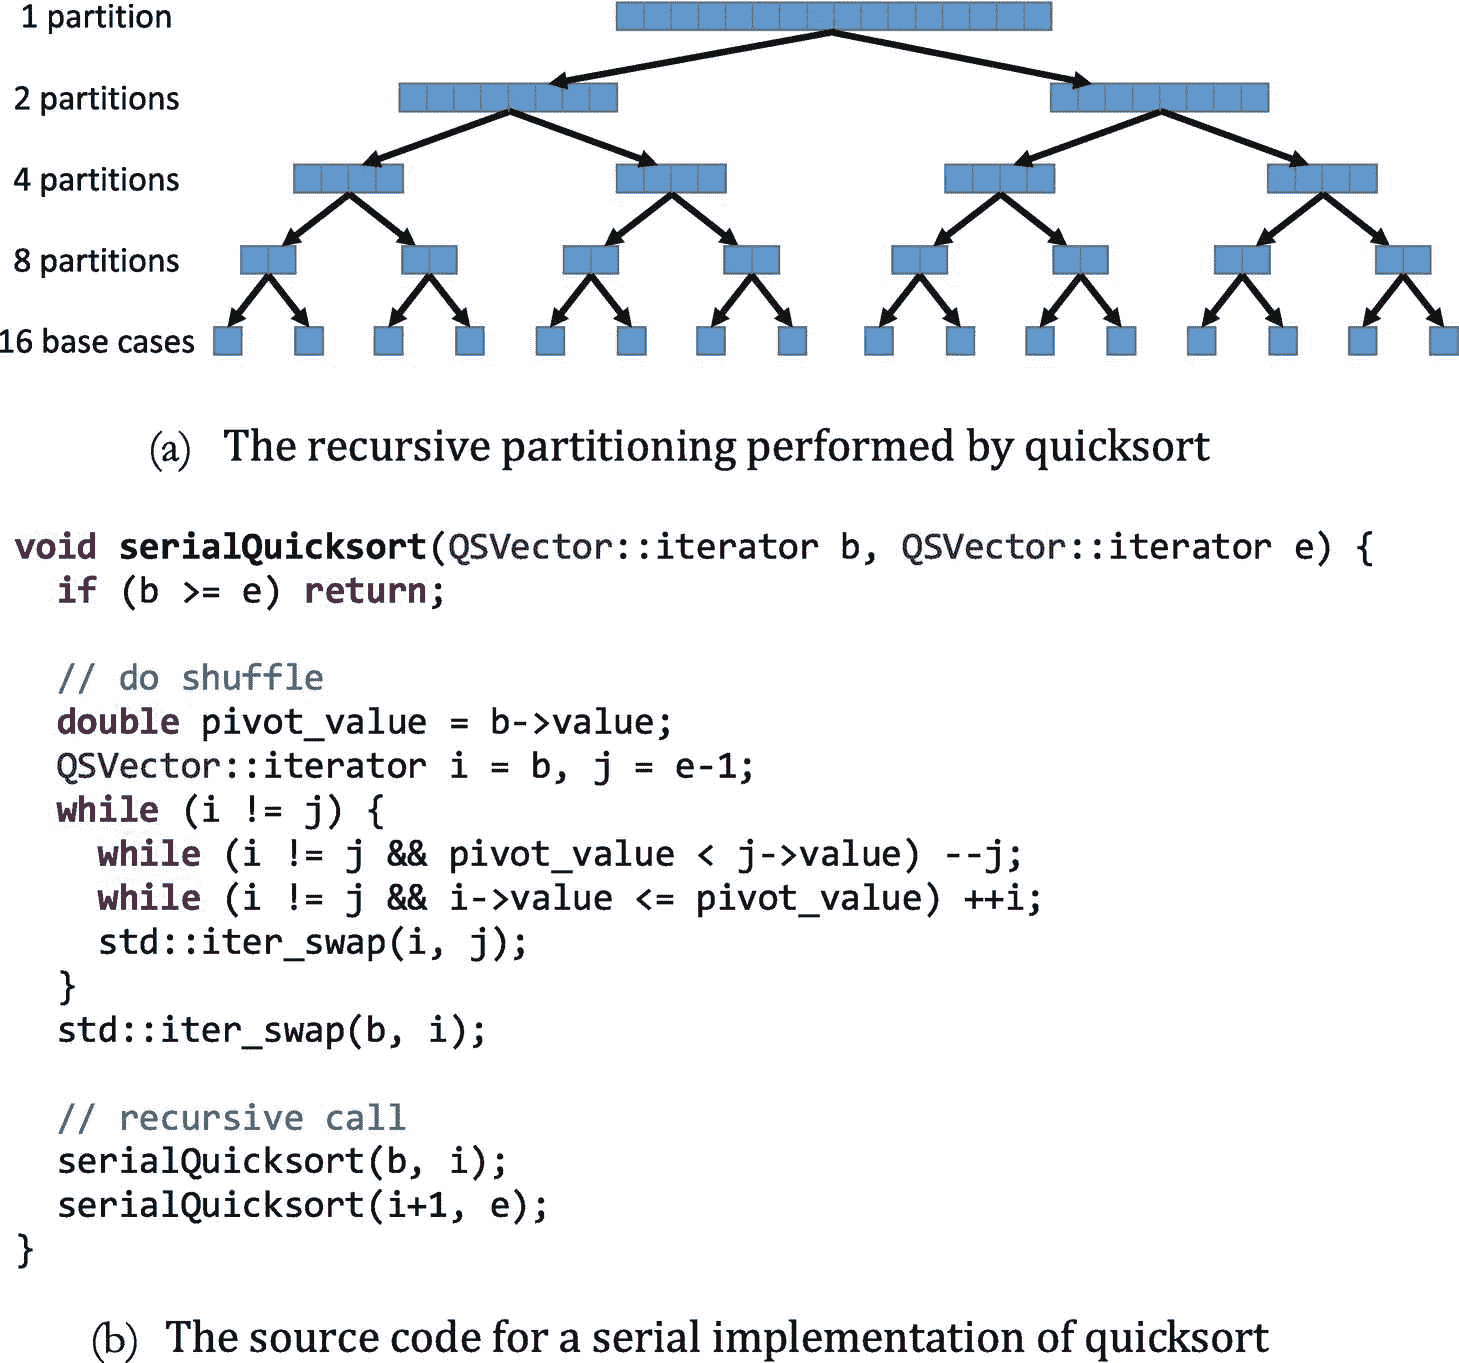 1 partition
2 partitions
4 partitions
8 partitions
16 base cases
(a) The recursive partitioning performed by quicksort
void serialQuicksort(QSVector::iterator b, QSVector::iterator e) {
  if (b >= e) return;
  // do shuffle
  double pivot_value = b->value;
  QSVector::iterator i = b, j = e-1;
  while (i != j) {
    while (i != j && pivot_value < j->value) --j;
    while (i != j && i->value <= pivot_value) ++i;
    std::iter_swap(i, j);
  }
  std::iter_swap(b, i);
  // recursive call
  serialQuicksort(b, i);
  serialQuicksort(i+1, e);
}
(b) The source code for a serial implementation of quicksort